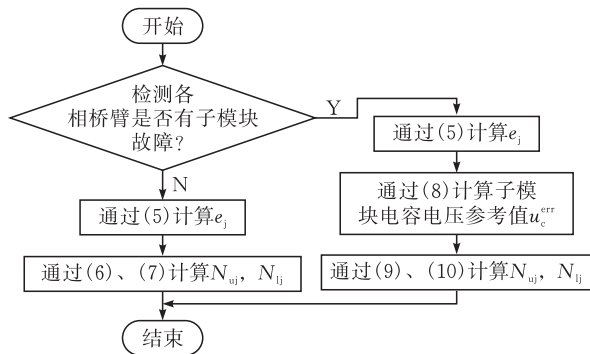 开始
检测各
相桥臂是否有子模块
故障?
Y
N
通过(5)计算e_j
通过(8)计算子模
块电容电压参考值u_c^err
通过(9)、(10)计算N_uj, N_lj
通过(5)计算e_j
通过(6)、(7)计算N_uj, N_lj
结束